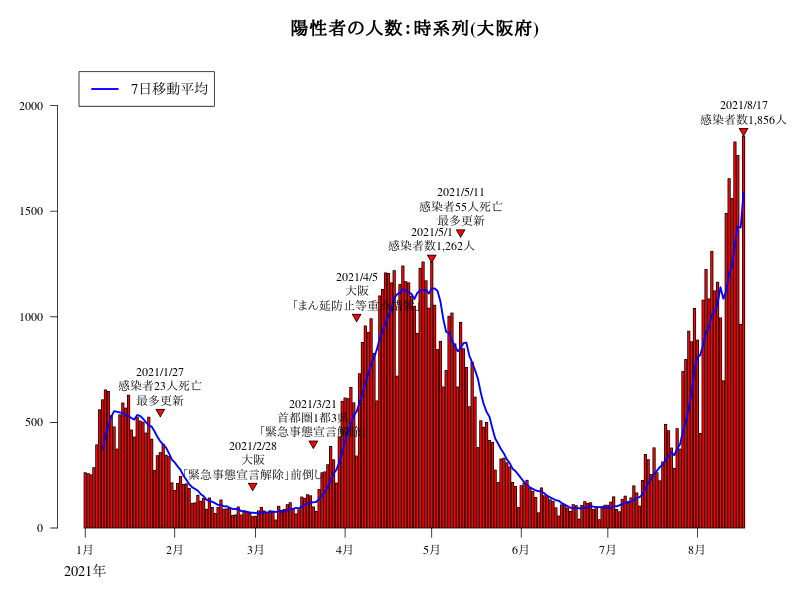 陽性者の人数:時系列(大阪府)
7日移動平均
2021/8/17
感染者数1,856人
2021/5/11
感染者55人死亡
最多更新
2021/5/1
感染者数1,262人
2021/4/5
大阪
「まん延防止等重点措置」
2021/1/27
感染者23人死亡
最多更新
2021/3/21
首都圏1都3県
「緊急事態宣言解除」
2021/2/28
大阪
「緊急事態宣言解除」前倒し
2000
1500
1000
500
0
1月 2月 3月 4月 5月 6月 7月 8月
2021年